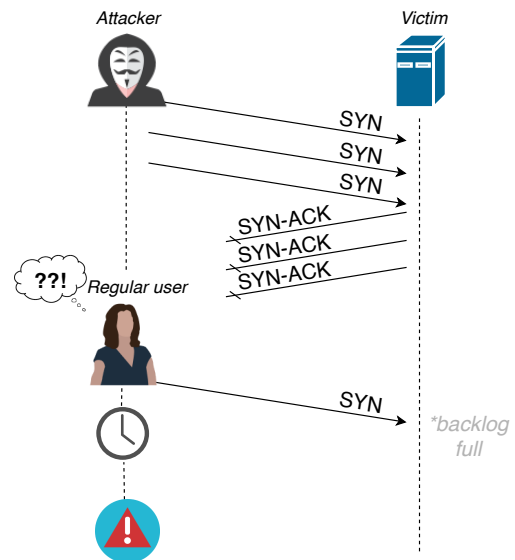 Attacker
Victim
SYN
SYN
SYN
SYN-ACK
SYN-ACK
SYN-ACK
??!
Regular user
SYN
*backlog
full